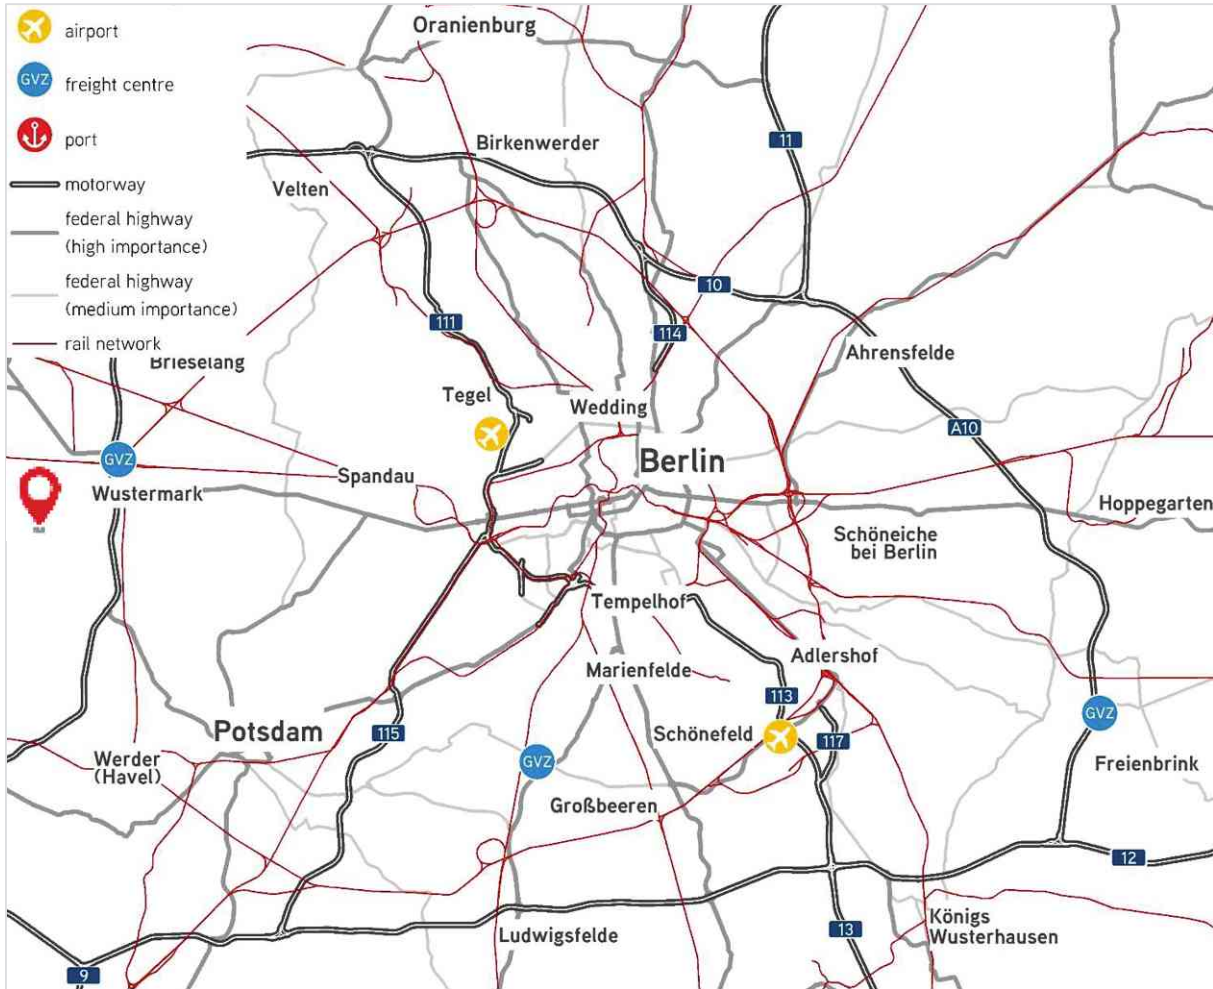 airport
GVZ
freight centre
port
motorway
federal highway
(high importance)
federal highway
(medium importance)
rail network
Oranienburg
11
Birkenwerder
Velten
10
111
114
Brieselang
Ahrensfelde
Tegel
Wedding
A10
GVZ
Berlin
Spandau
Wustermark
Hoppegarten
Schöneiche
bei Berlin
Tempelhof
Marienfelde
Adlershof
113
GVZ
Potsdam
115
Schönefeld
117
Werder
(Havel)
GVZ
Freienbrink
Großbeeren
12
Königs
Wusterhausen
Ludwigsfelde
13
9